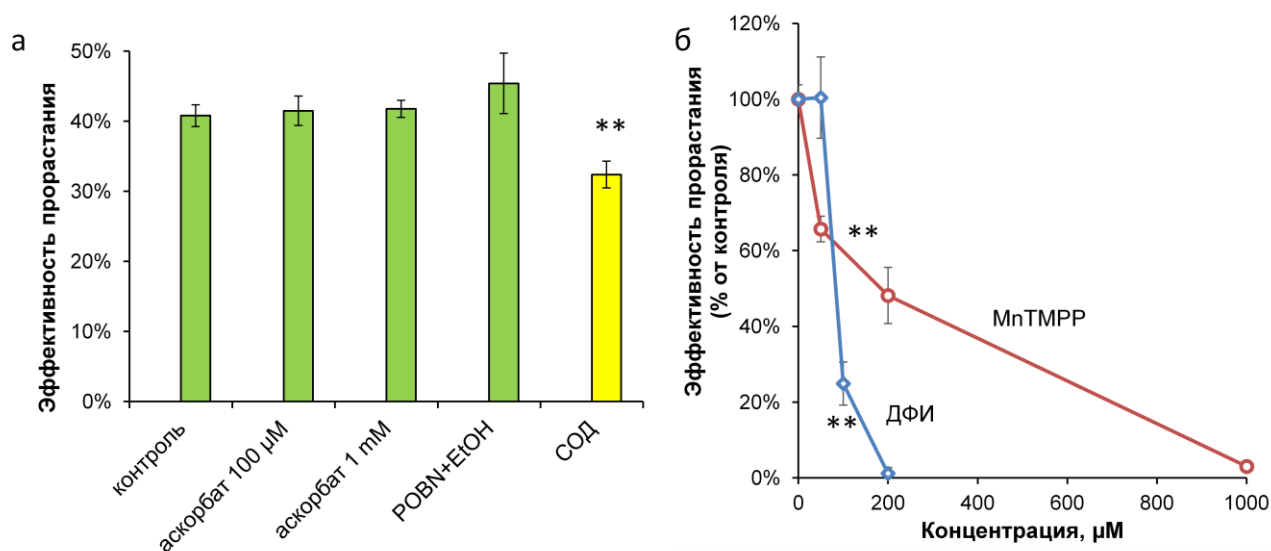 а
Эффективность прорастания
50%
40%
30%
20%
10%
0%
**
контроль
аскорбат 100 µM
аскорбат 1 mM
POBN+EtOH
СОД
б
Эффективность прорастания
(% от контроля)
120%
100%
80%
60%
40%
20%
0%
**
MnTMPP
ДФИ
**
0
200
400
600
800
1000
Концентрация, µM